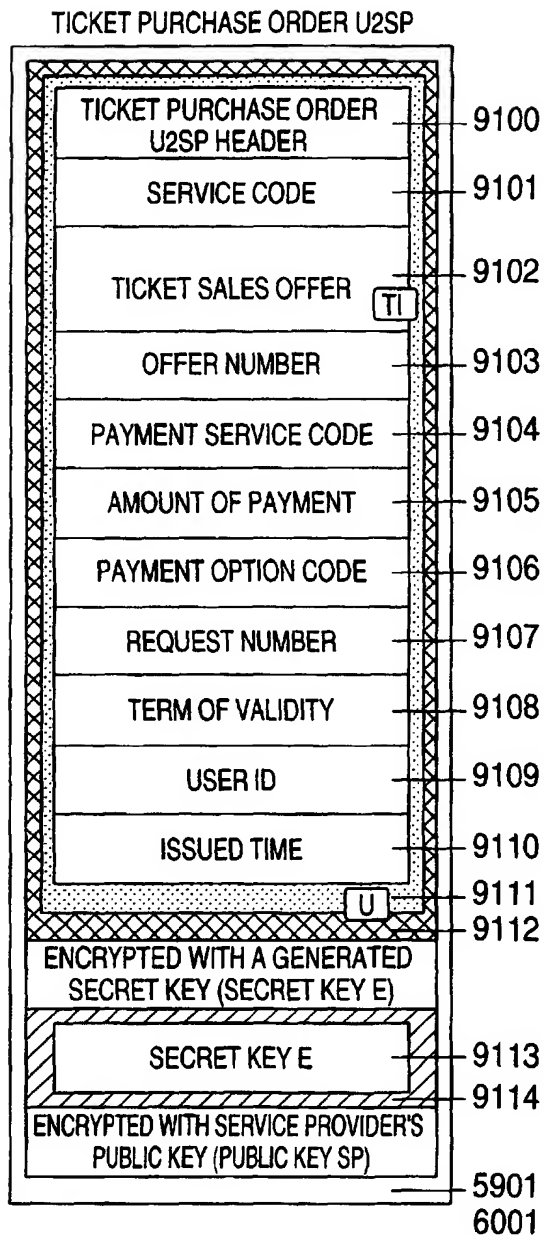 TICKET PURCHASE ORDER U2SP
TICKET PURCHASE ORDER
U2SP HEADER
9100
SERVICE CODE
9101
TICKET SALES OFFER
9102
TI
OFFER NUMBER
9103
PAYMENT SERVICE CODE
9104
AMOUNT OF PAYMENT
9105
PAYMENT OPTION CODE
9106
REQUEST NUMBER
9107
TERM OF VALIDITY
9108
USER ID
9109
ISSUED TIME
9110
U
9111
9112
ENCRYPTED WITH A GENERATED
SECRET KEY (SECRET KEY E)
SECRET KEY E
9113
9114
ENCRYPTED WITH SERVICE PROVIDER'S
PUBLIC KEY (PUBLIC KEY SP)
5901
6001